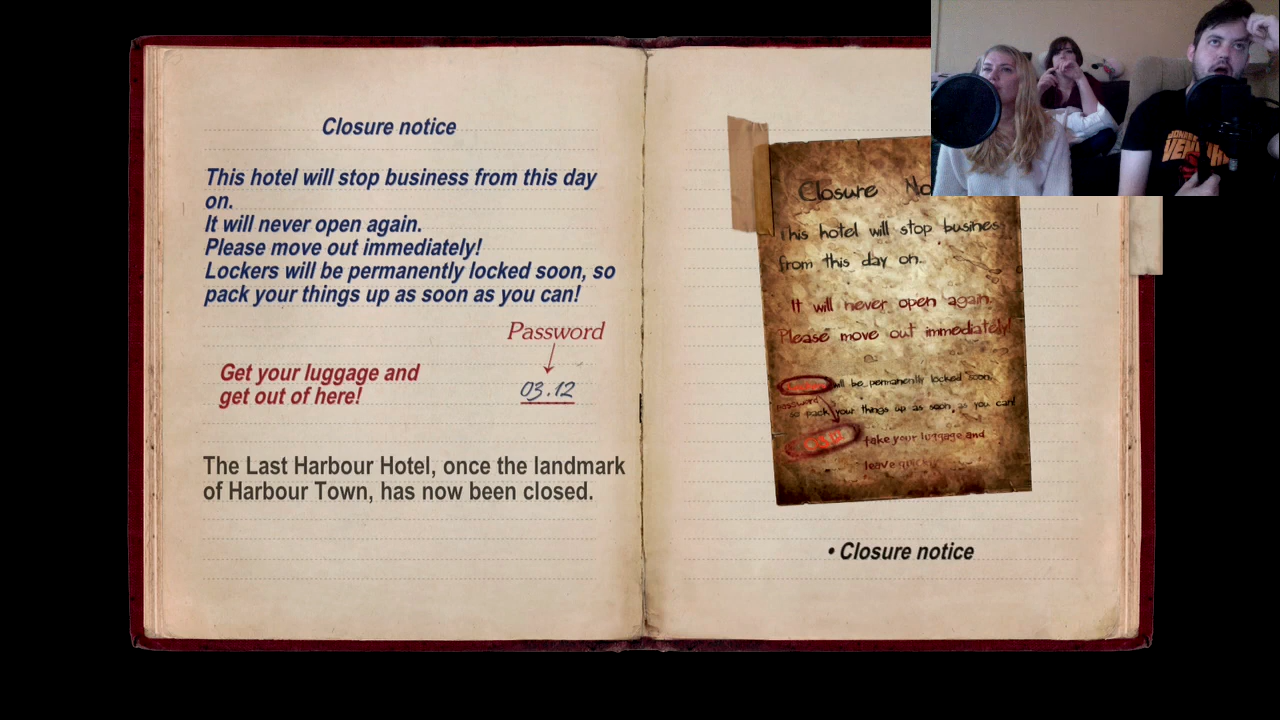 Closure notice
This hotel will stop business from this day
on.
It will never open again.
Please move out immediately!
Lockers will be permanently locked soon, so
pack your things up as soon as you can!
Password
03.12
Get your luggage and
get out of here!
The Last Harbour Hotel, once the landmark
of Harbour Town, has now been closed.
Closure No
This hotel will stop busines
from this day on.
It will never open again.
Please move out immediately!
will be permanently locked soon,
password
so pack your things up as soon as you can!
take your luggage and
leave quickly
• Closure notice